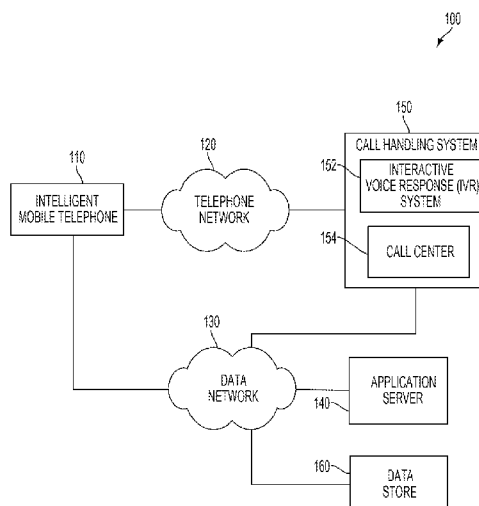 100
150
CALL HANDLING SYSTEM
152
INTERACTIVE
VOICE RESPONSE (IVR)
SYSTEM
154
CALL CENTER
120
TELEPHONE
NETWORK
110
INTELLIGENT
MOBILE TELEPHONE
130
DATA
NETWORK
140
APPLICATION
SERVER
160
DATA
STORE